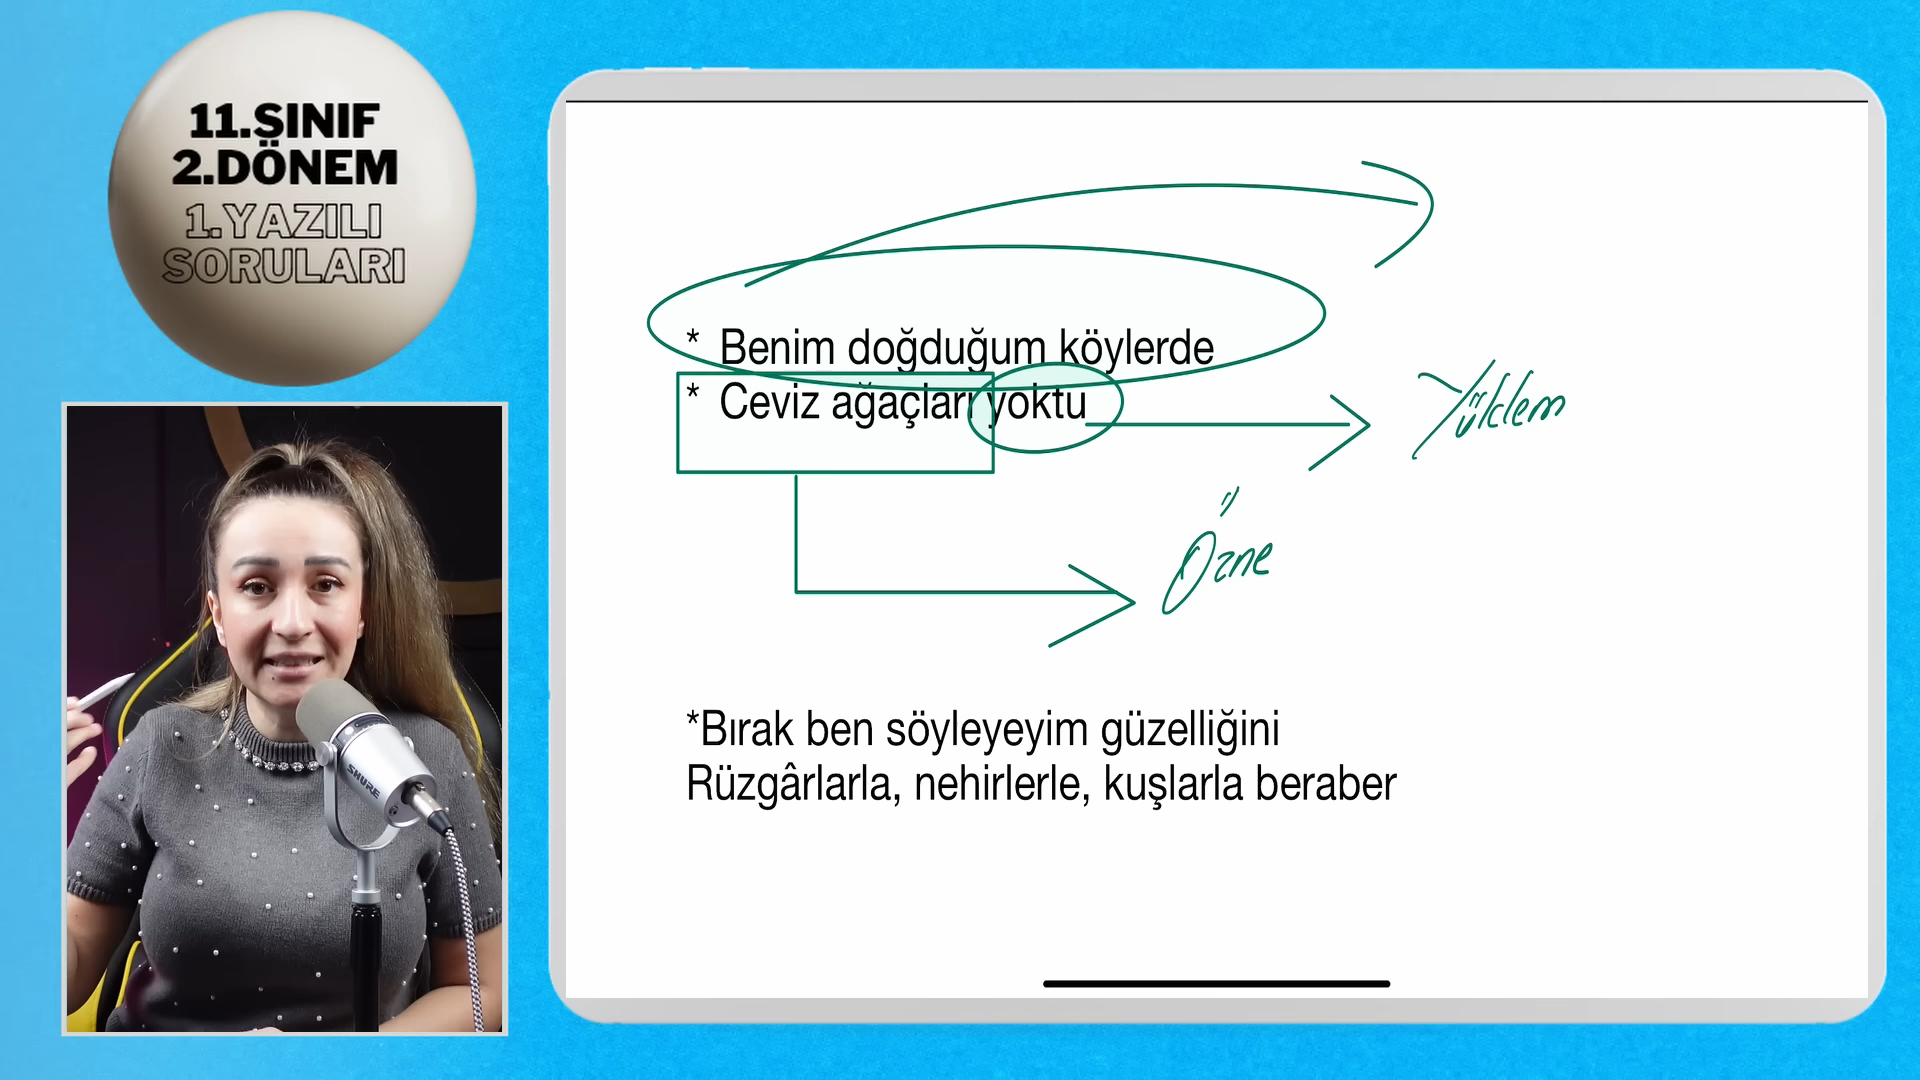 11.SINIF
2.DÖNEM
1.YAZILI
SORULARI
* Benim doğduğum köylerde
* Ceviz ağaçları yoktu
Yüklem
Özne
*Bırak ben söyleyeyim güzelliğini
Rüzgârlarla, nehirlerle, kuşlarla beraber
SHURE